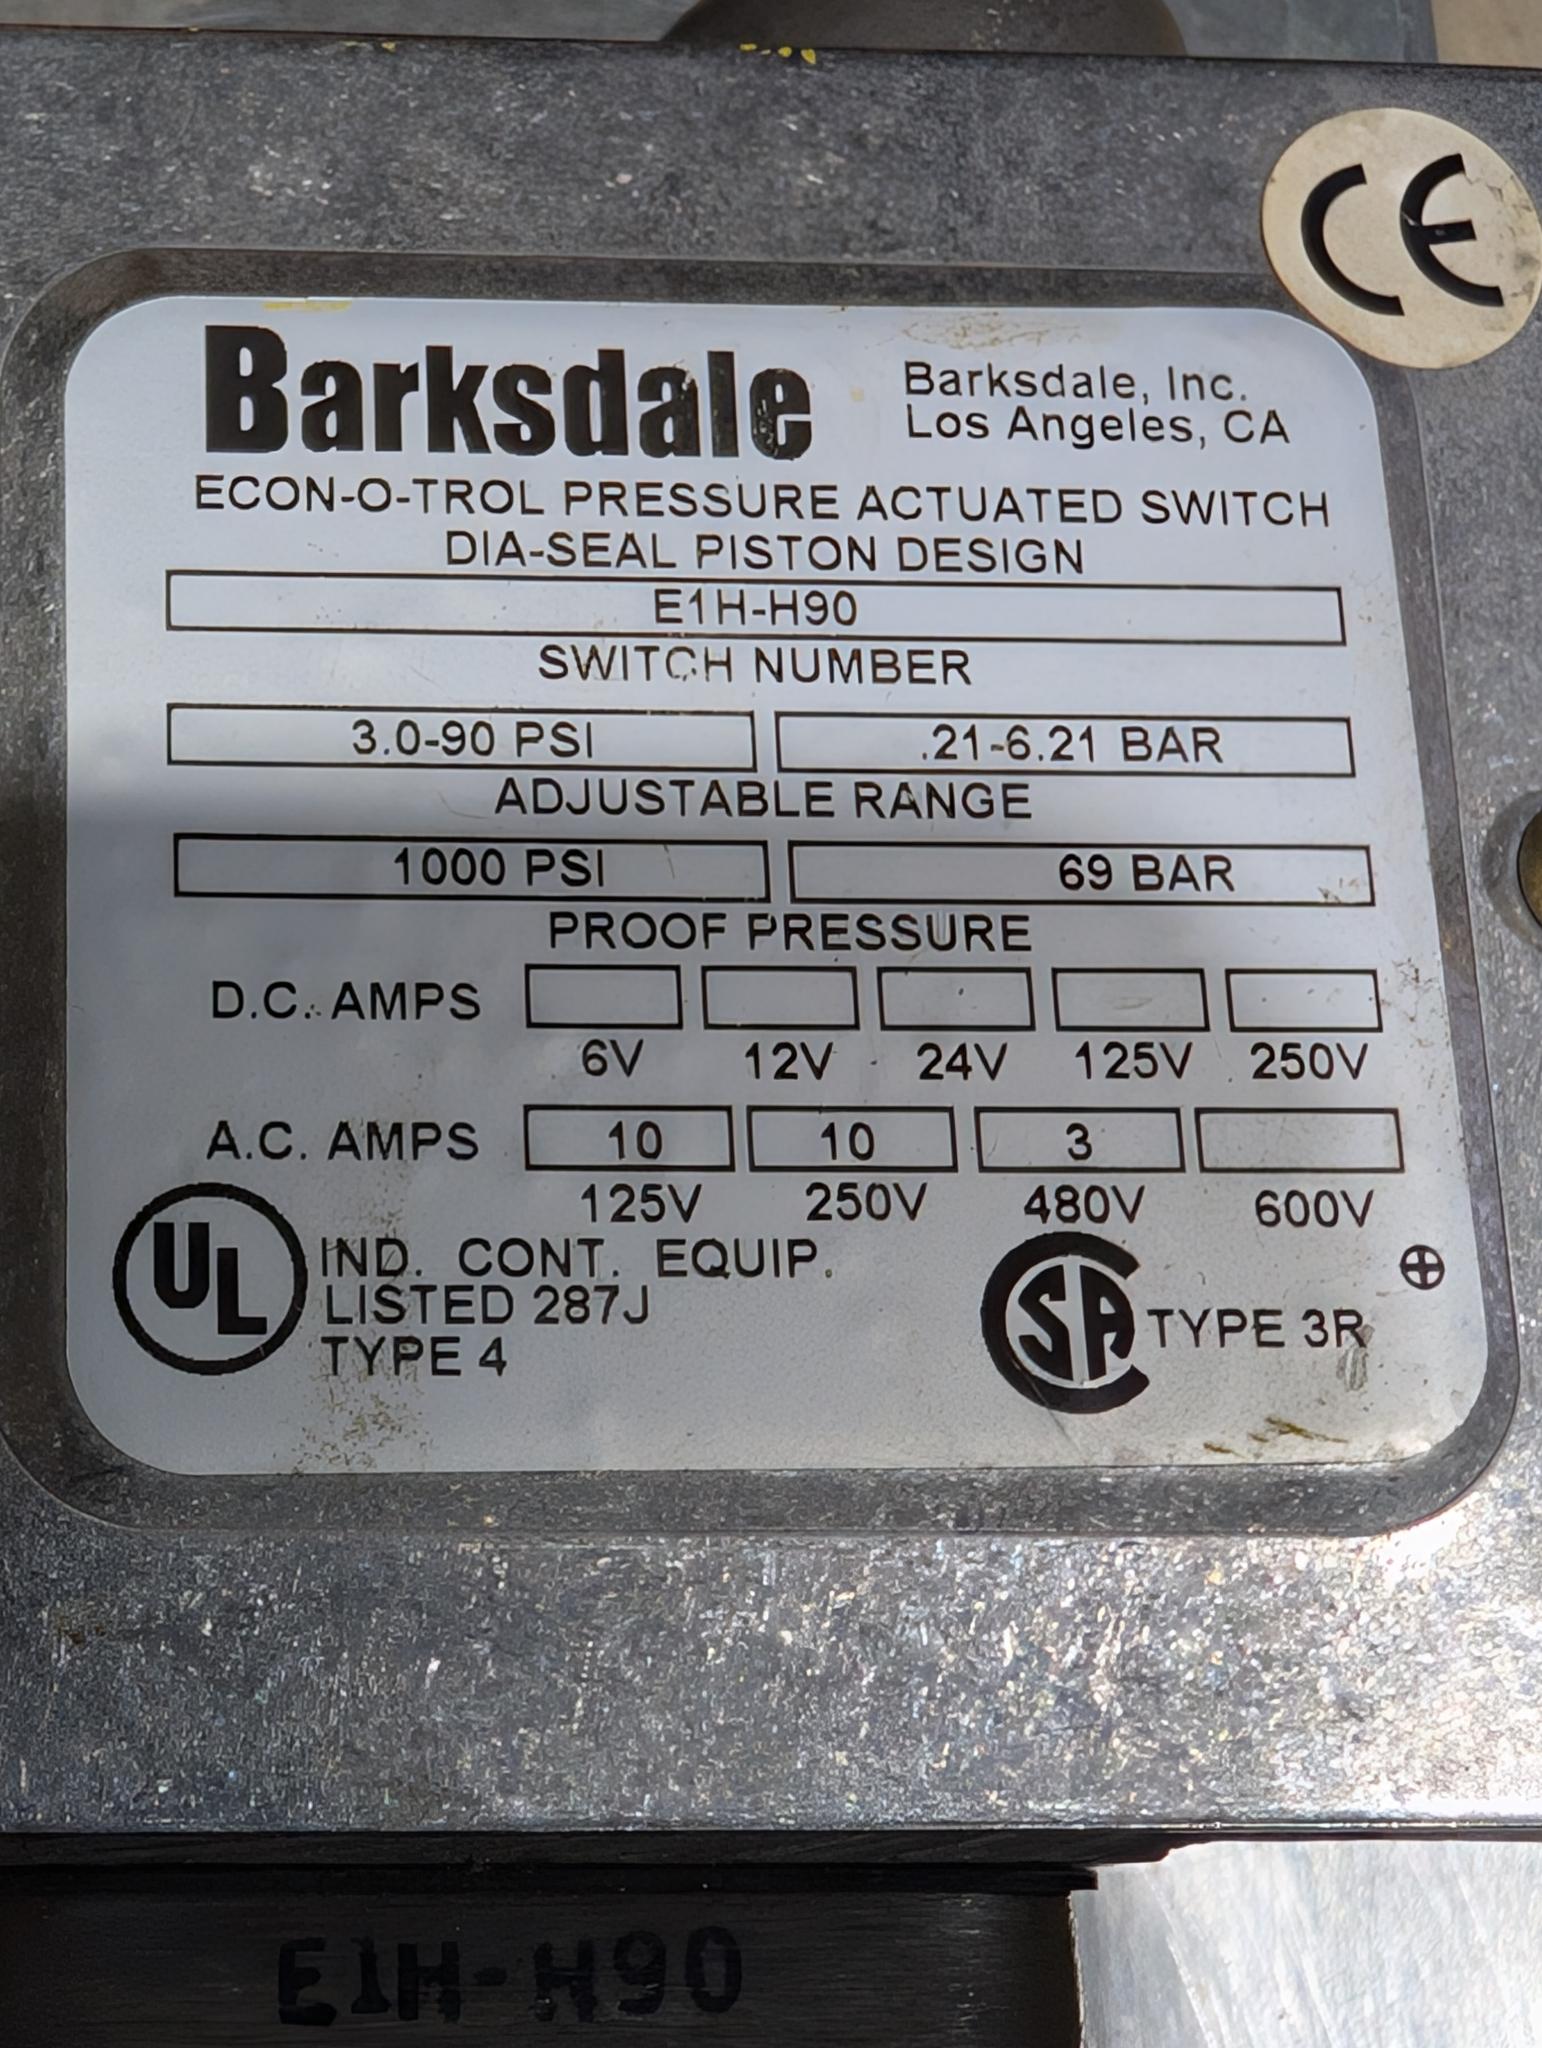 CE
Barksdale
Barksdale, Inc.
Los Angeles, CA
ECON-O-TROL PRESSURE ACTUATED SWITCH
DIA-SEAL PISTON DESIGN
E1H-H90
SWITCH NUMBER
3.0-90 PSI .21-6.21 BAR
ADJUSTABLE RANGE
1000 PSI 69 BAR
PROOF PRESSURE
D.C. AMPS
6V 12V 24V 125V 250V
A.C. AMPS 10 10 3
125V 250V 480V 600V
UL
IND. CONT. EQUIP.
LISTED 287J
TYPE 4
CSA TYPE 3R
E1H-H90